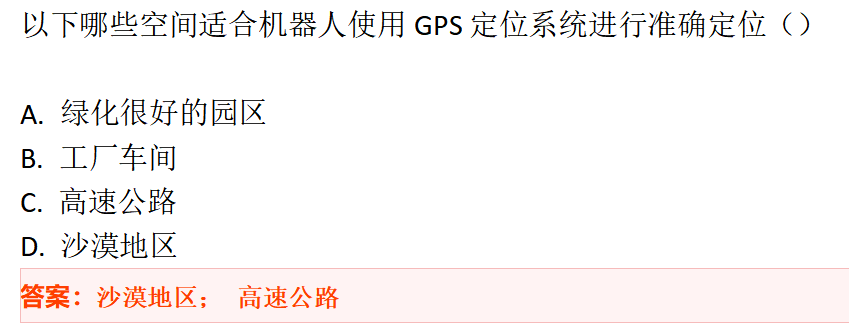 以下哪些空间适合机器人使用 GPS 定位系统进行准确定位（）
A. 绿化很好的园区
B. 工厂车间
C. 高速公路
D. 沙漠地区
答案：沙漠地区； 高速公路